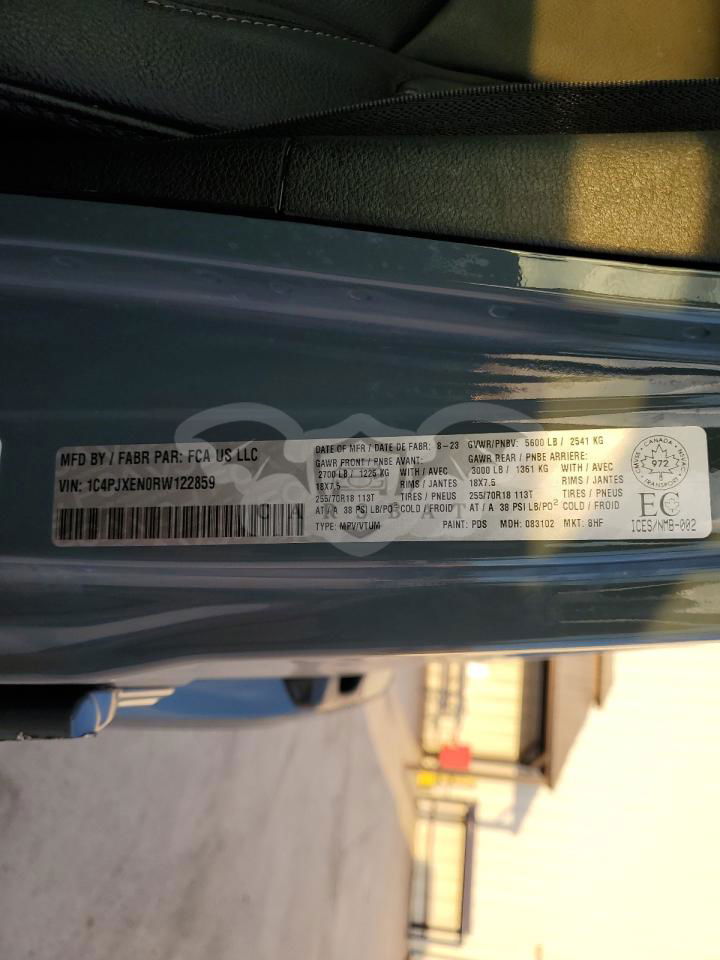 MFD BY / FABR PAR: FCA US LLC
VIN: 1C4PJXEN0RW122859
DATE OF MFR / DATE DE FABR: 8-23
GAWR FRONT / PNBE AVANT:
2700 LB / 1225 KG WITH / AVEC
18X7.5 RIMS / JANTES
255/70R18 113T TIRES / PNEUS
AT / A 38 PSI LB/PO² COLD / FROID
TYPE: MPV/VTUM PAINT: PDS
GVWR/PNBV: 5600 LB / 2541 KG
GAWR REAR / PNBE ARRIERE:
3000 LB / 1361 KG WITH / AVEC
18X7.5 RIMS / JANTES
255/70R18 113T TIRES / PNEUS
AT / A 38 PSI LB/PO² COLD / FROID
MDH: 083102 MKT: 8HF
CMVSS CANADA NSVAC
972
8
TRANSPORT
EC
ICES/NMB-002
CARSBAT